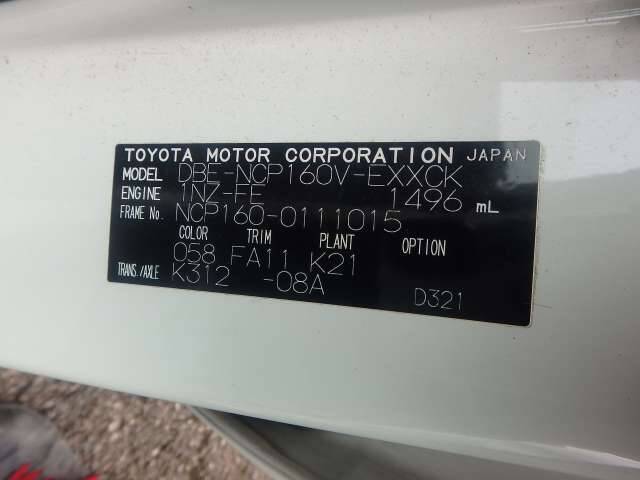 TOYOTA MOTOR CORPORATION JAPAN
MODEL DBE-NCP160V-EXXCK
ENGINE 1NZ-FE 1496 mL
FRAME No. NCP160-0111015
COLOR TRIM PLANT OPTION
058 FA11 K21
TRANS./AXLE K312 -08A
D321